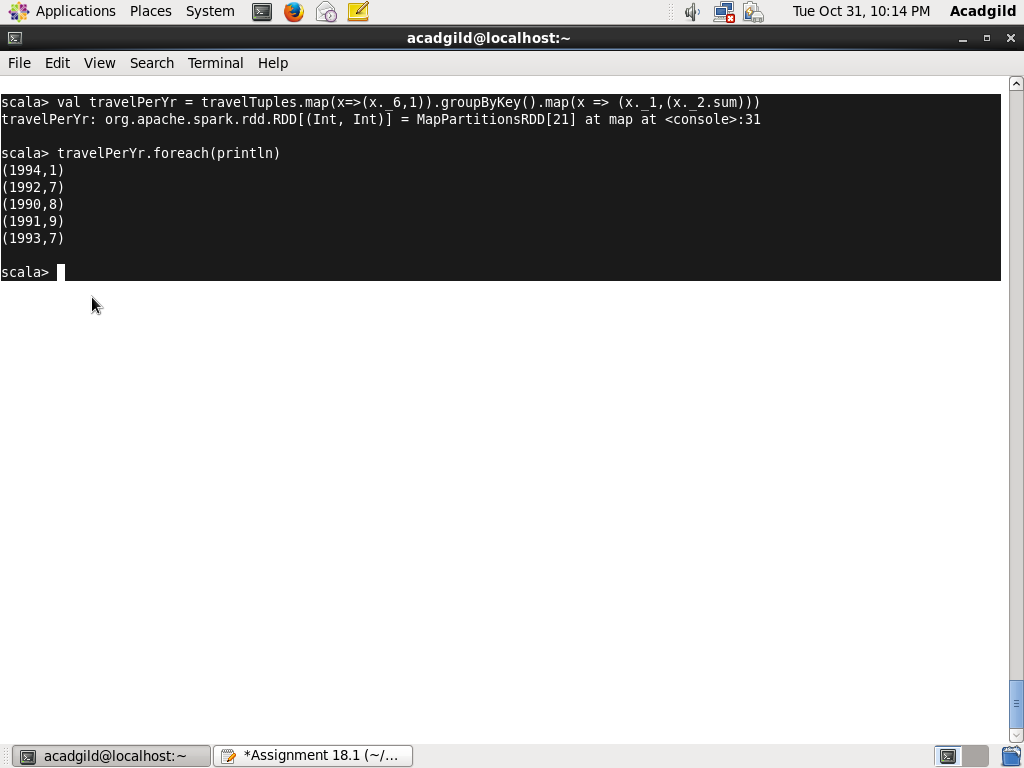 Applications Places System Tue Oct 31, 10:14 PM Acadgild
acadgild@localhost:~
File Edit View Search Terminal Help
scala> val travelPerYr = travelTuples.map(x=>(x._6,1)).groupByKey().map(x => (x._1,(x._2.sum)))
travelPerYr: org.apache.spark.rdd.RDD[(Int, Int)] = MapPartitionsRDD[21] at map at <console>:31
scala> travelPerYr.foreach(println)
(1994,1)
(1992,7)
(1990,8)
(1991,9)
(1993,7)
scala>
acadgild@localhost:~ *Assignment 18.1 (~/...